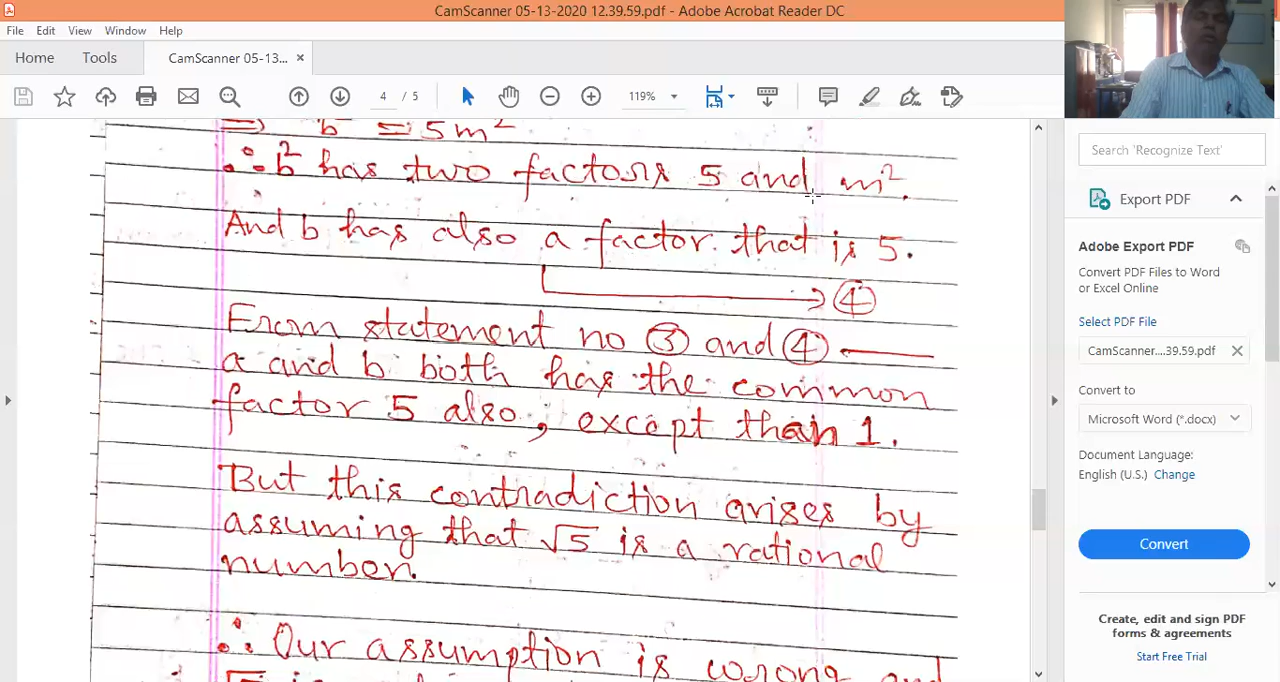 CamScanner 05-13-2020 12.39.59.pdf - Adobe Acrobat Reader DC
File Edit View Window Help
Home Tools CamScanner 05-13... ×
4 / 5 119%
⇒ b² = 5m²
∴ b² has two factors 5 and m².
And b has also a factor that is 5.
→ ④
From statement no ③ and ④
a and b both has the common
factor 5 also, except than 1.
But this contradiction arises by
assuming that √5 is a rational
number.
∴ Our assumption is wrong and
Search 'Recognize Text'
Export PDF
Adobe Export PDF
Convert PDF Files to Word
or Excel Online
Select PDF File
CamScanner....39.59.pdf ×
Convert to
Microsoft Word (*.docx)
Document Language:
English (U.S.) Change
Convert
Create, edit and sign PDF
forms & agreements
Start Free Trial